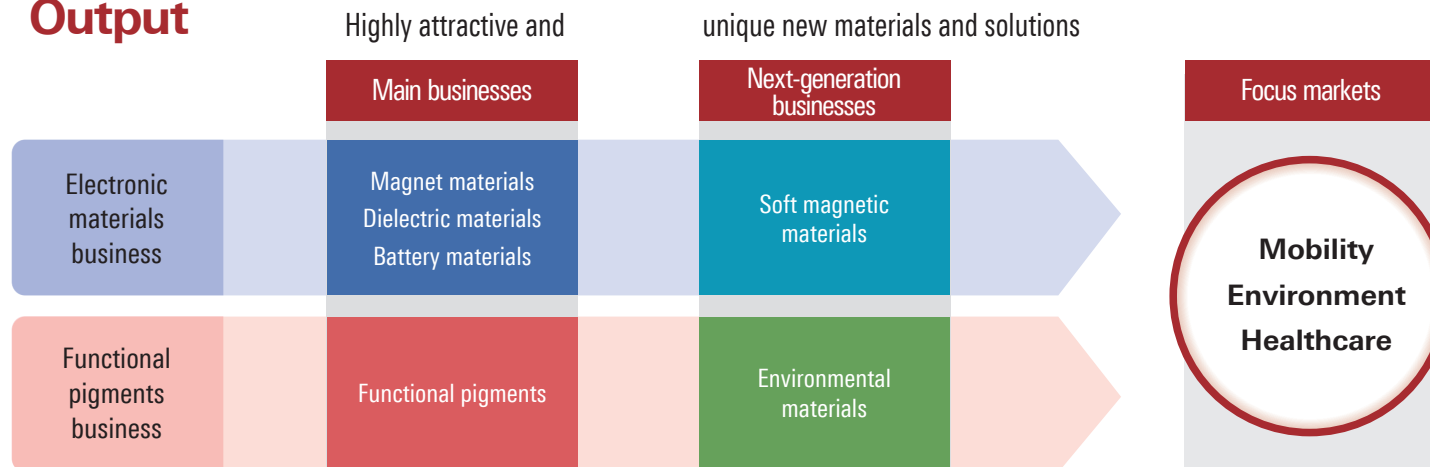 Output
Highly attractive and
unique new materials and solutions
Main businesses
Next-generation
businesses
Focus markets
Electronic
materials
business
Magnet materials
Dielectric materials
Battery materials
Soft magnetic
materials
Functional
pigments
business
Functional pigments
Environmental
materials
Mobility
Environment
Healthcare